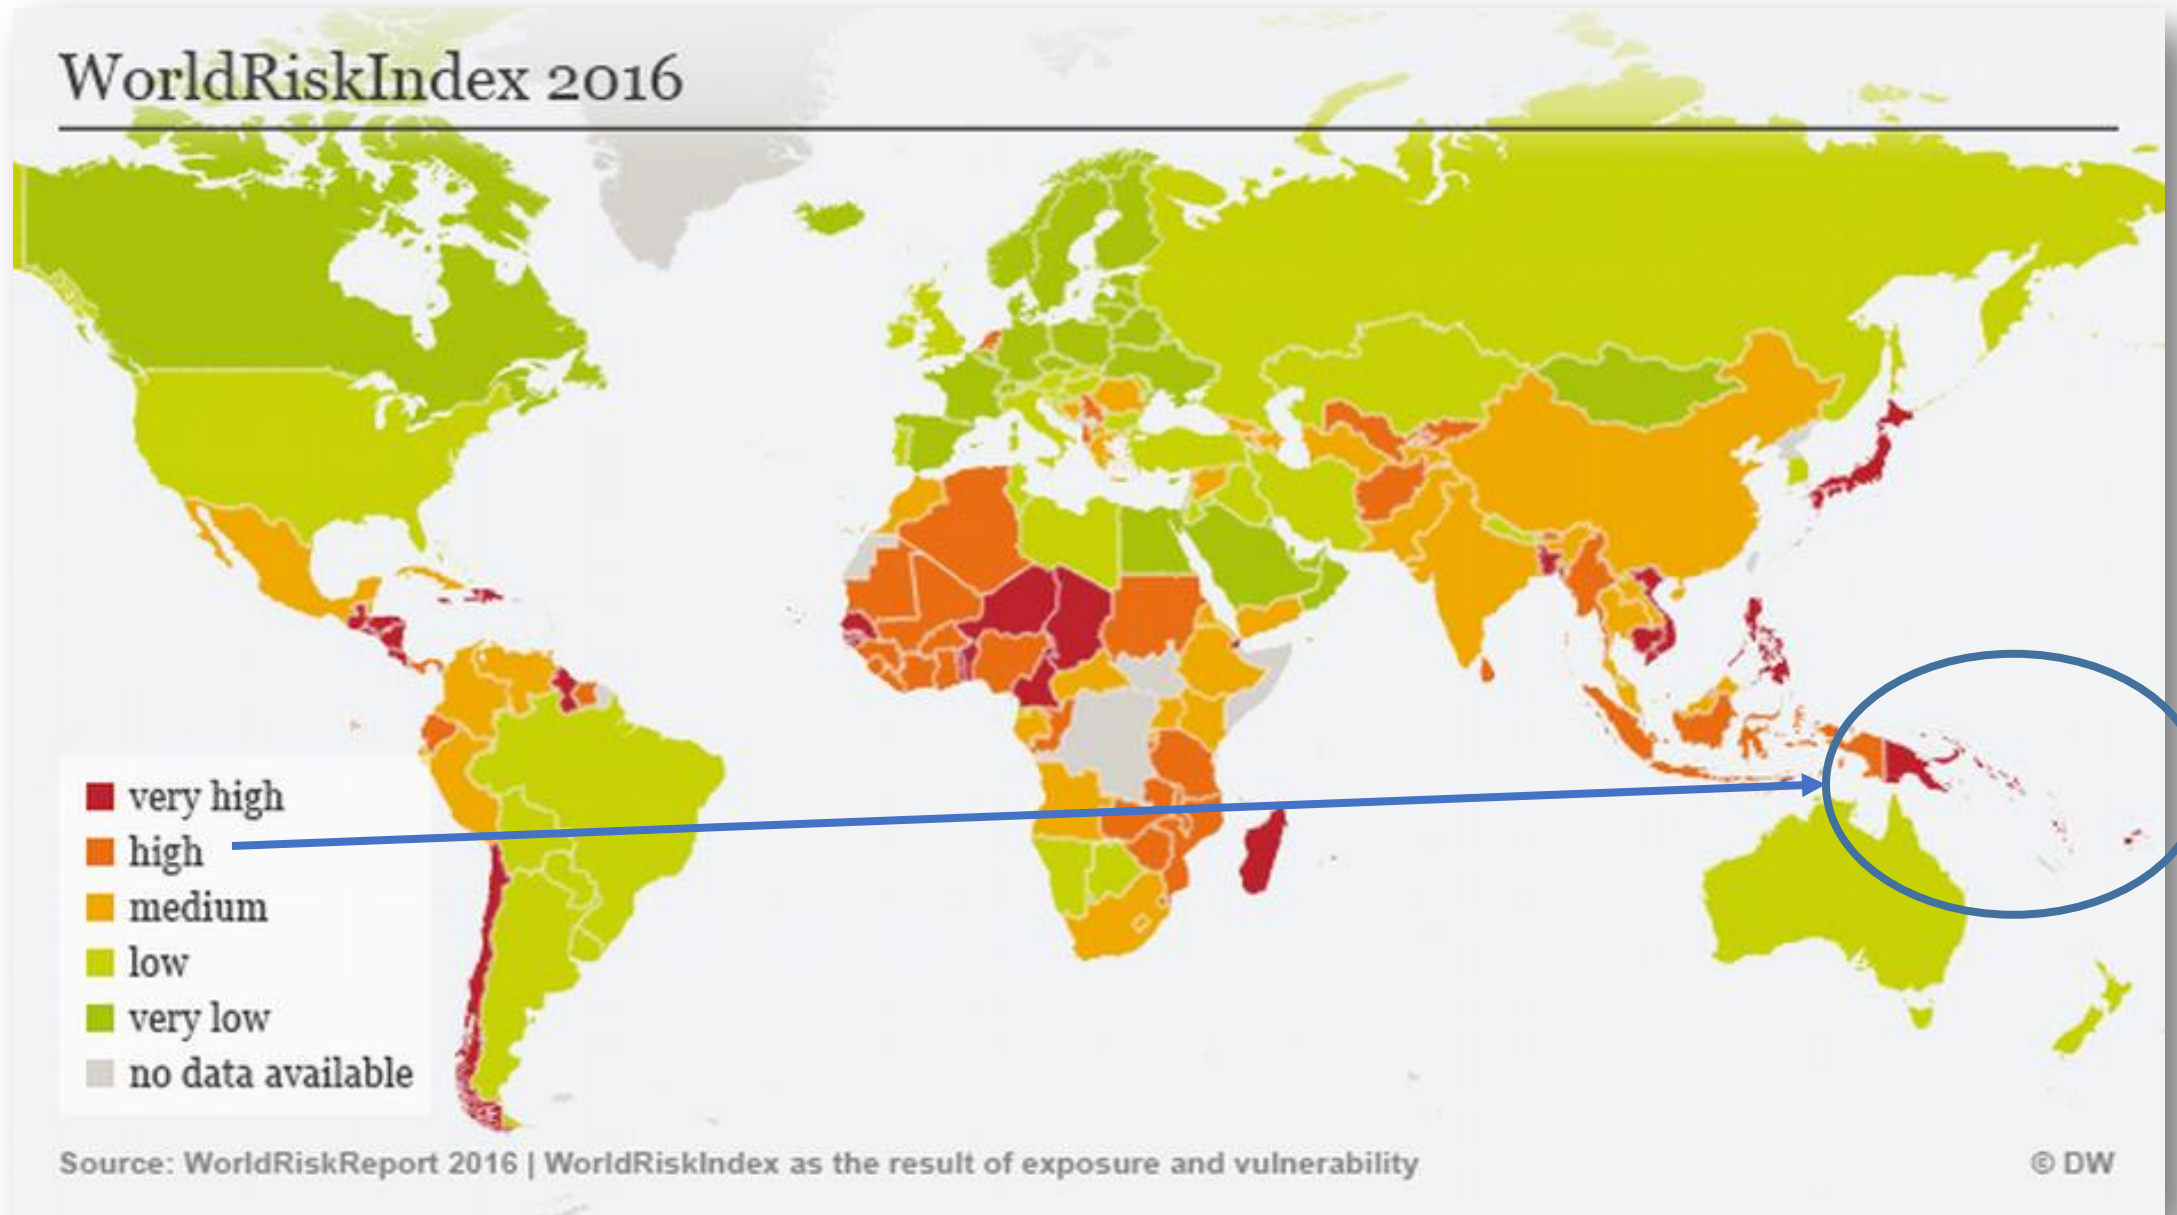 WorldRiskIndex 2016
very high
high
medium
low
very low
no data available
Source: WorldRiskReport 2016 | WorldRiskIndex as the result of exposure and vulnerability
© DW